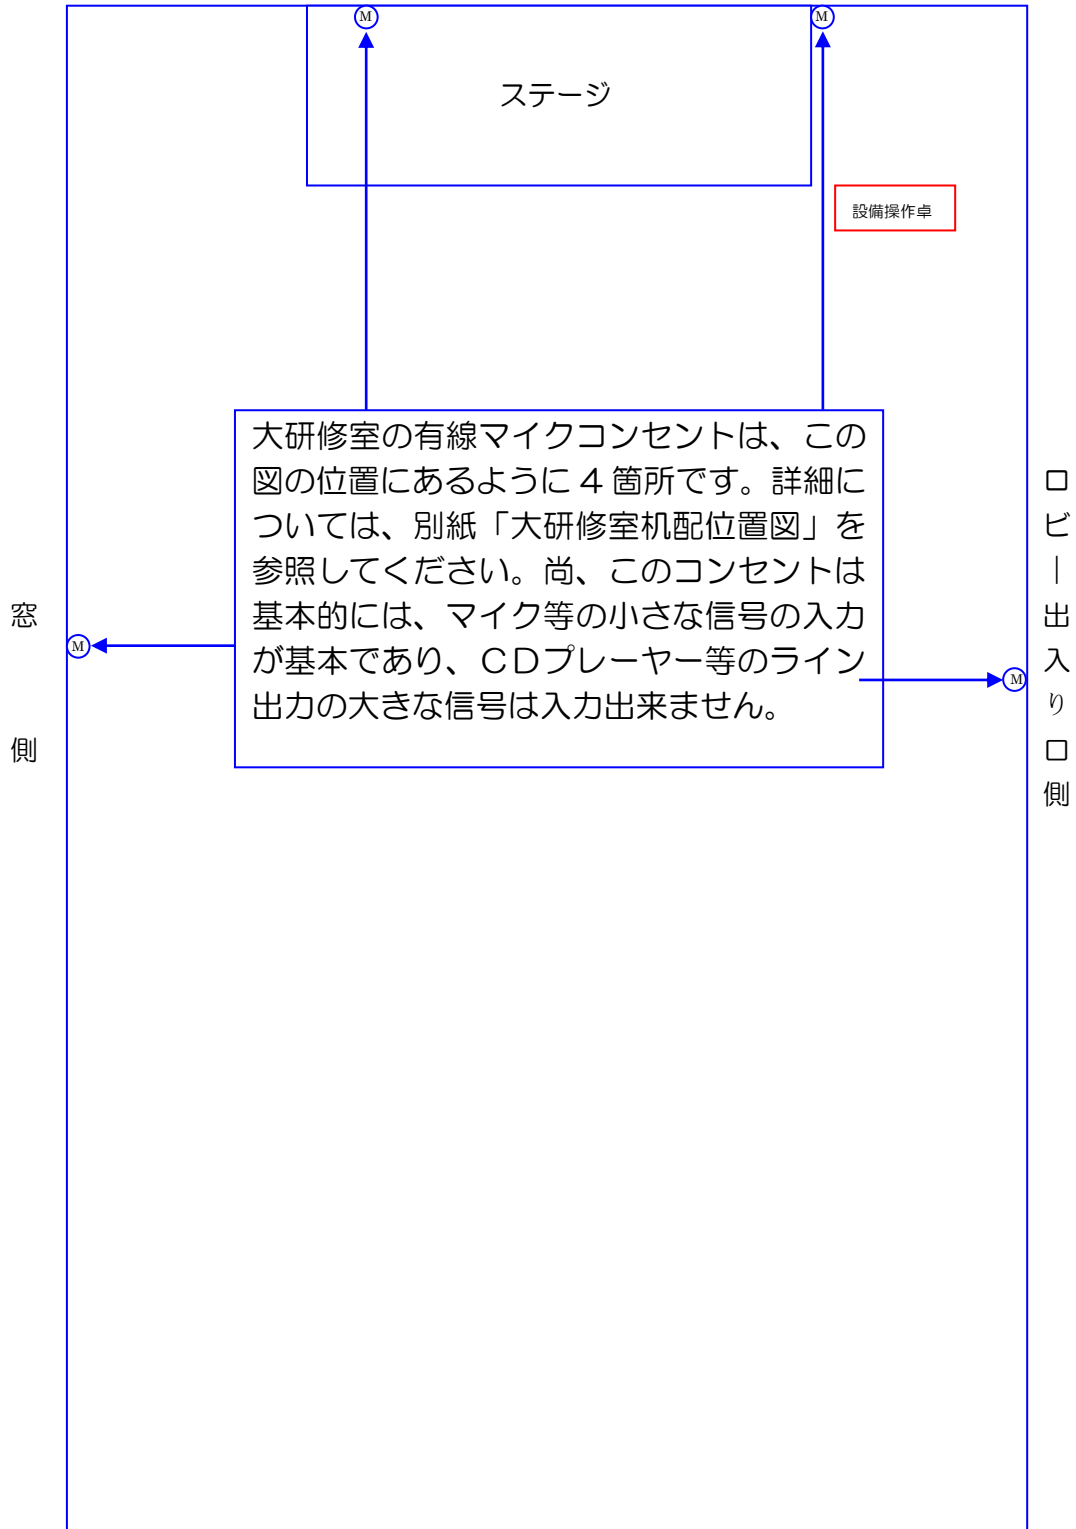 M
M
ステージ
設備操作卓
大研修室の有線マイクコンセントは、この
図の位置にあるように4箇所です。詳細に
ついては、別紙「大研修室机配位置図」を
参照してください。尚、このコンセントは
基本的には、マイク等の小さな信号の入力
が基本であり、CDプレーヤー等のライン
出力の大きな信号は入力出来ません。
窓側
M
M
ロビー出入り口側